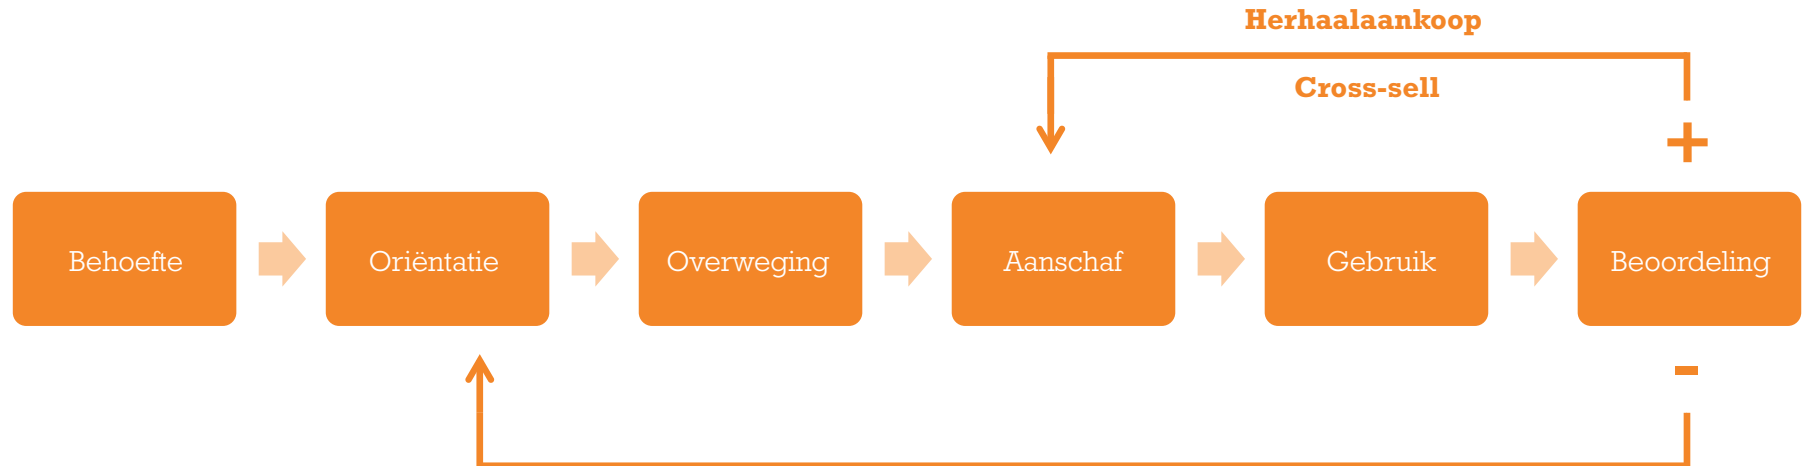 Herhaalaankoop
Cross-sell
+
Behoefte
Oriëntatie
Overweging
Aanschaf
Gebruik
Beoordeling
-